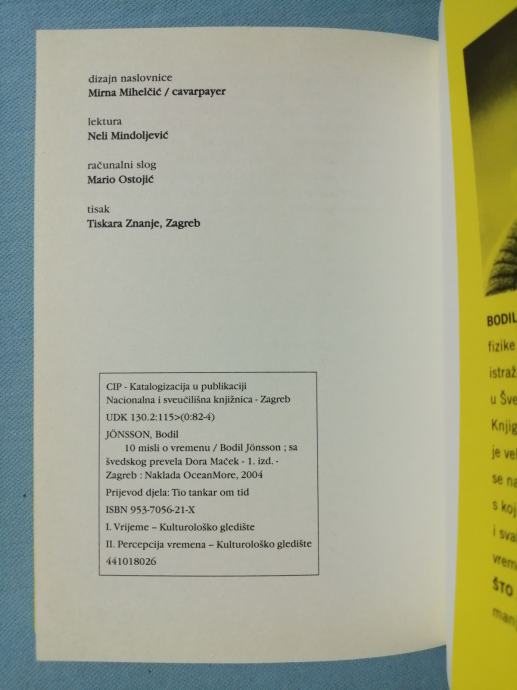 dizajn naslovnice
Mirna Mihelčić / cavarpayer
lektura
Neli Mindoljević
računalni slog
Mario Ostojić
tisak
Tiskara Znanje, Zagreb
CIP - Katalogizacija u publikaciji
Nacionalna i sveučilišna knjižnica - Zagreb
UDK 130.2:115>(0:82-4)
JÖNSSON, Bodil
10 misli o vremenu / Bodil Jönsson ; sa
švedskog prevela Dora Maček - 1. izd. -
Zagreb : Naklada OceanMore, 2004
Prijevod djela: Tio tankar om tid
ISBN 953-7056-21-X
I. Vrijeme – Kulturološko gledište
II. Percepcija vremena – Kulturološko gledište
441018026
BODIL
fizike
istraž
u Šve
Knjig
je vel
se na
s koj
i sval
vrem
ŠTO
manj